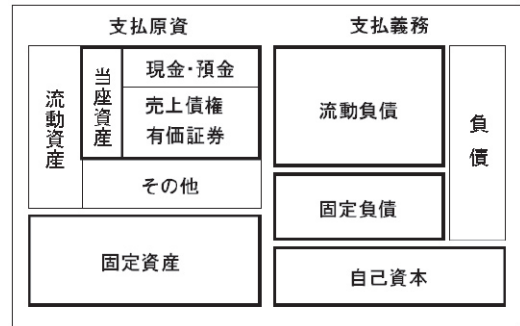 支払原資
支払義務
流動資産
当座資産
現金・預金
売上債権
有価証券
その他
固定資産
流動負債
固定負債
負債
自己資本